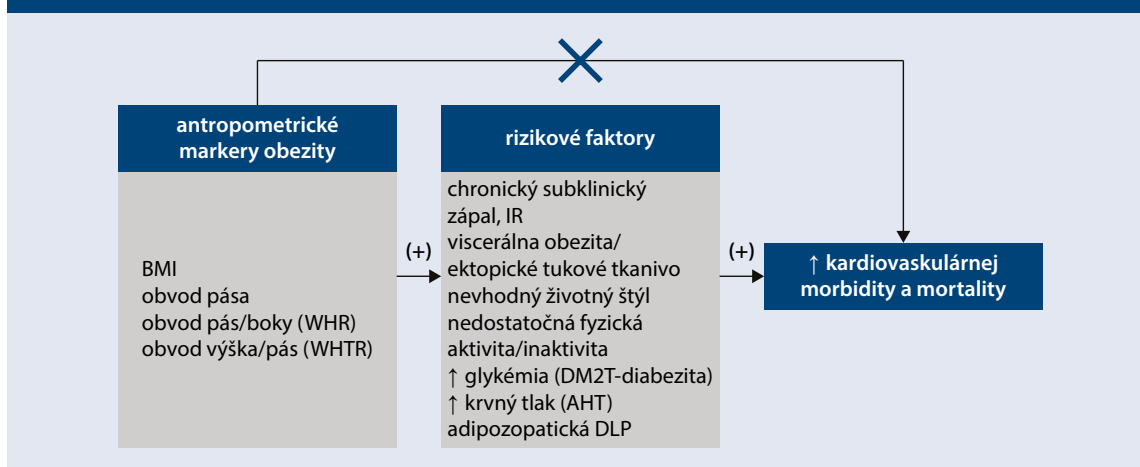 antropometrické
markery obezity
BMI
obvod pása
obvod pás/boky (WHR)
obvod výška/pás (WHTR)
(+)
rizikové faktory
chronický subklinický
zápal, IR
viscerálna obezita/
ektopické tukové tkanivo
nevhodný životný štýl
nedostatočná fyzická
aktivita/inaktivita
↑ glykémia (DM2T-diabezita)
↑ krvný tlak (AHT)
adipozopatická DLP
(+)
↑ kardiovaskulárnej
morbidity a mortality